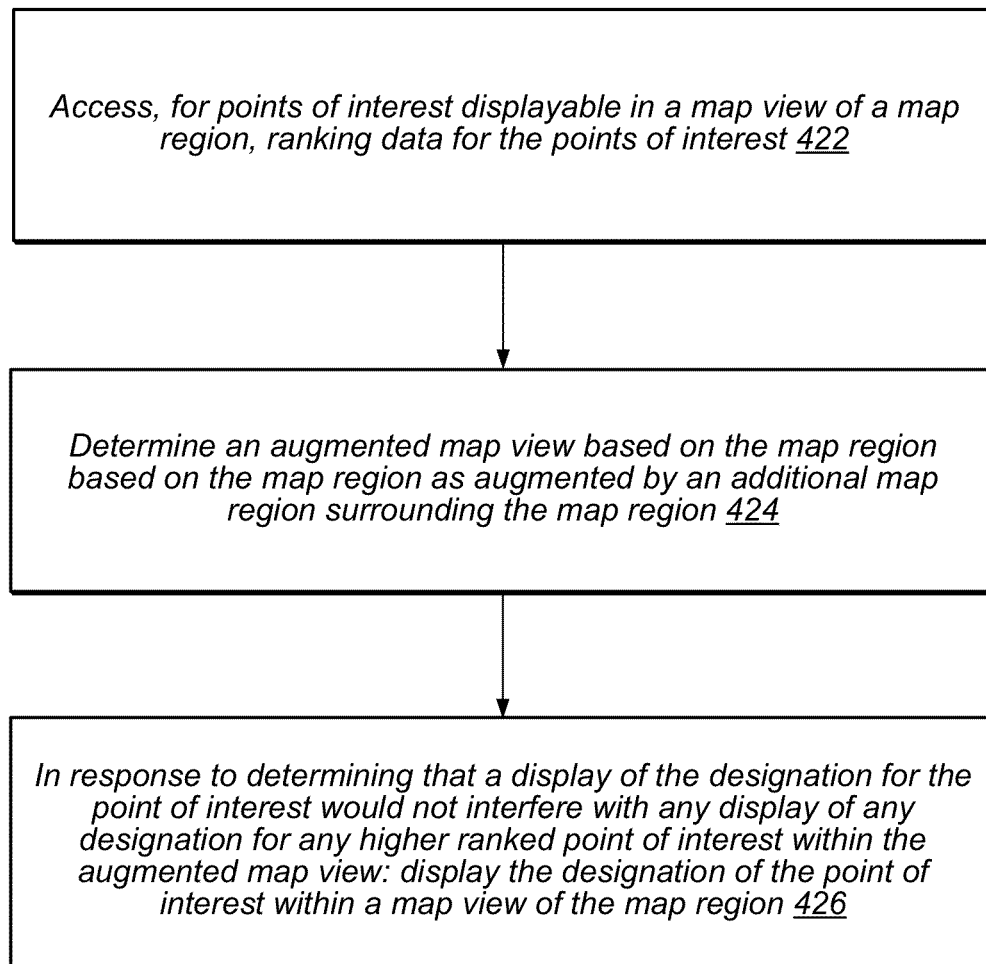 Access, for points of interest displayable in a map view of a map
region, ranking data for the points of interest 422
Determine an augmented map view based on the map region
based on the map region as augmented by an additional map
region surrounding the map region 424
In response to determining that a display of the designation for the
point of interest would not interfere with any display of any
designation for any higher ranked point of interest within the
augmented map view: display the designation of the point of
interest within a map view of the map region 426